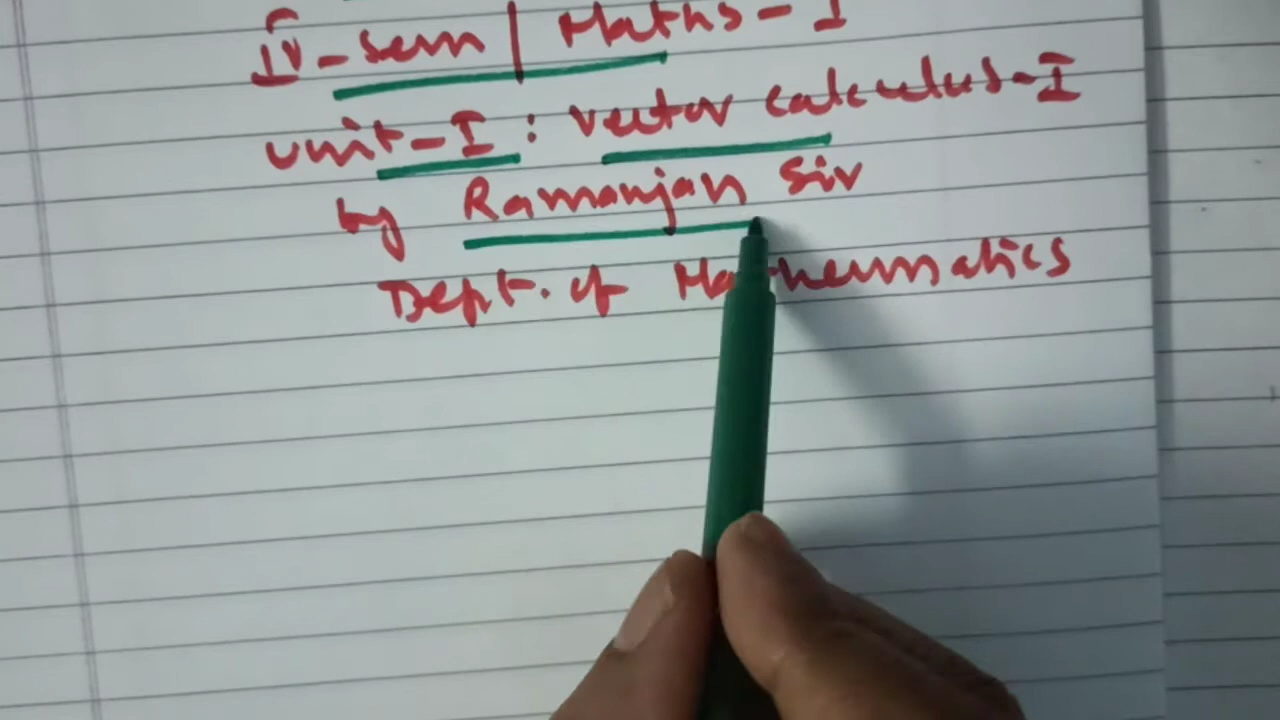 IV-Sem | Maths-I
Unit-I : Vector Calculus-I
by Ramanjan Sir
Dept. of Mathematics